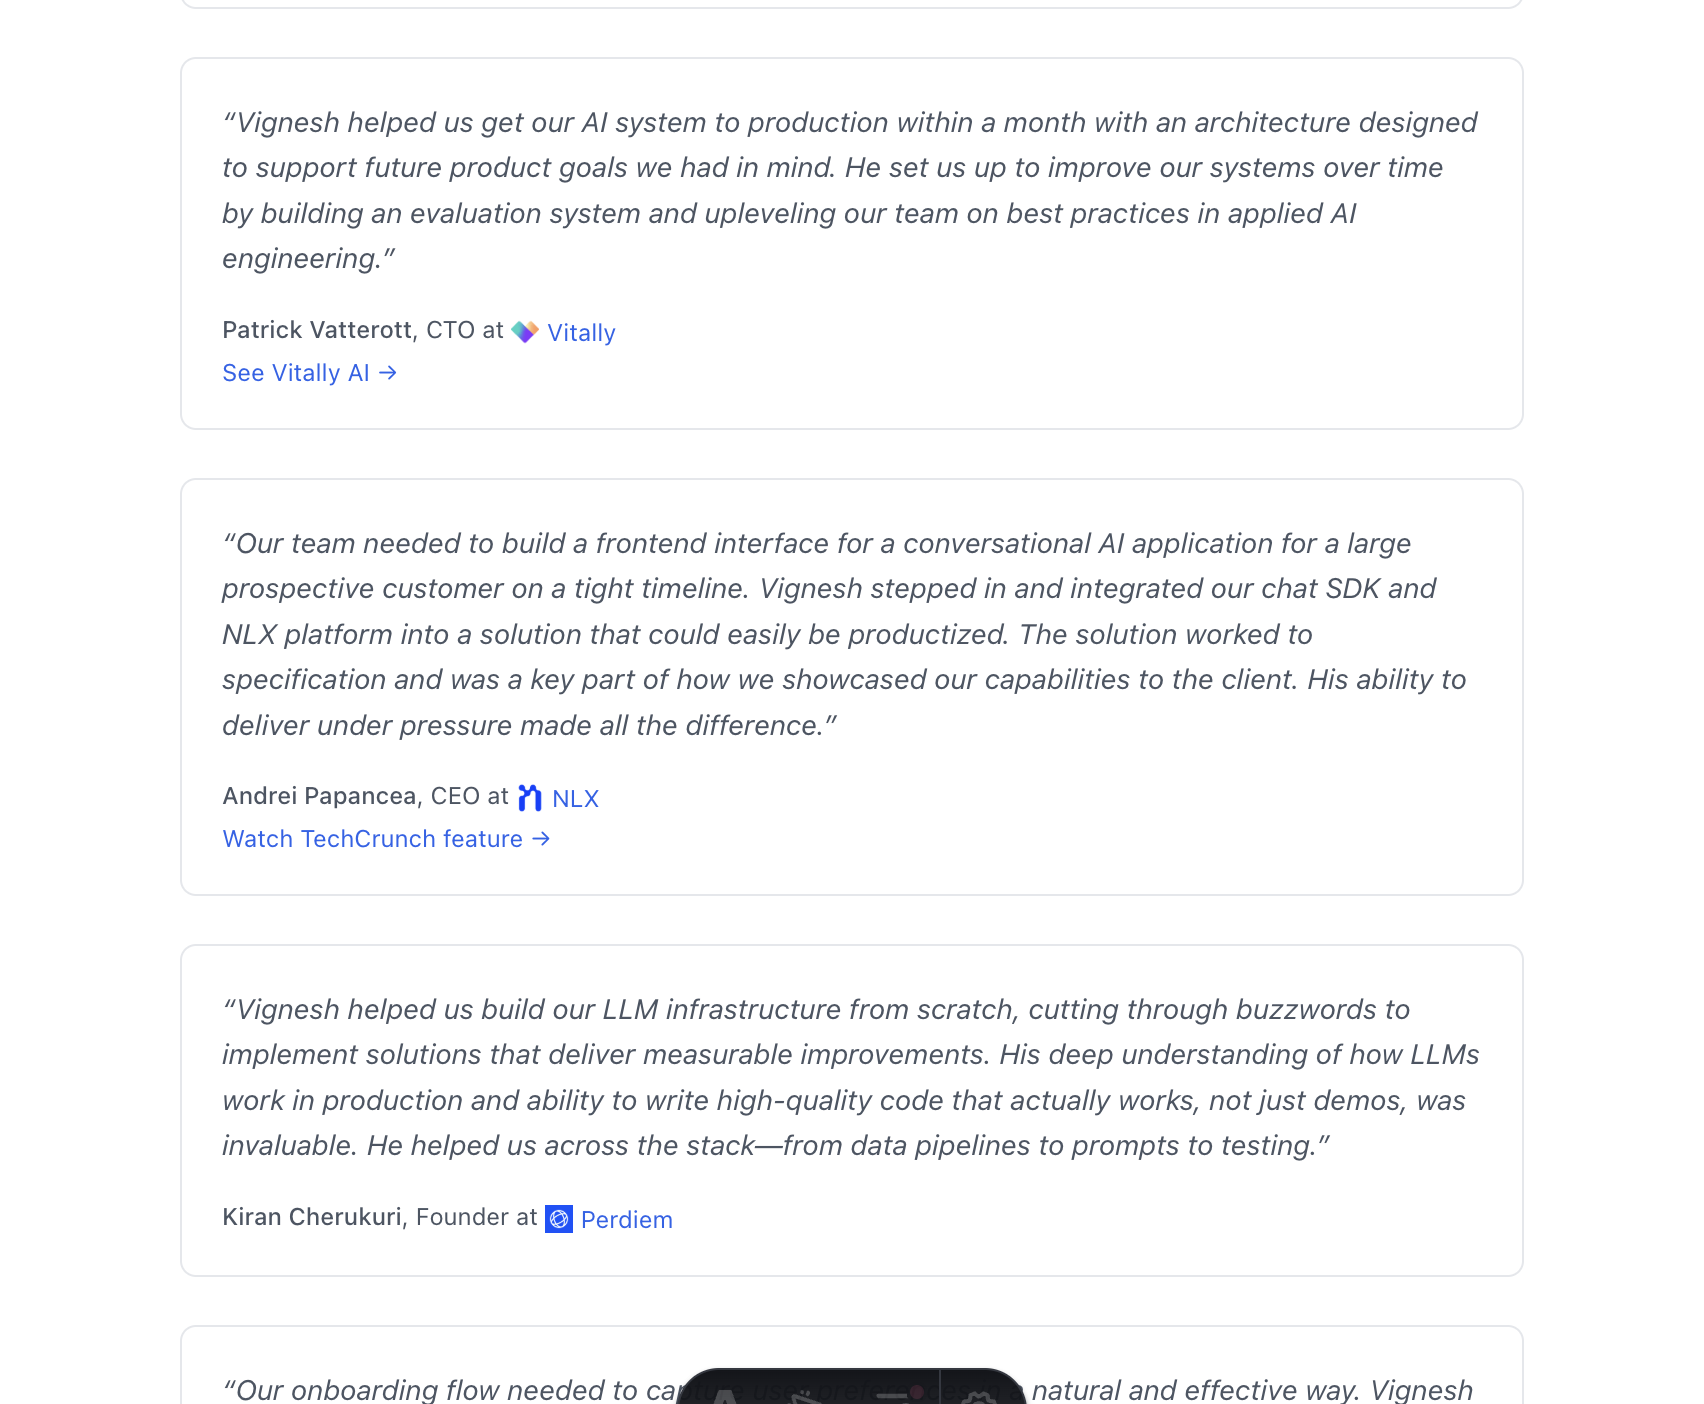 “Vignesh helped us get our AI system to production within a month with an architecture designed
to support future product goals we had in mind. He set us up to improve our systems over time
by building an evaluation system and upleveling our team on best practices in applied AI
engineering.”
Patrick Vatterott, CTO at Vitally
See Vitally AI →
“Our team needed to build a frontend interface for a conversational AI application for a large
prospective customer on a tight timeline. Vignesh stepped in and integrated our chat SDK and
NLX platform into a solution that could easily be productized. The solution worked to
specification and was a key part of how we showcased our capabilities to the client. His ability to
deliver under pressure made all the difference.”
Andrei Papancea, CEO at NLX
Watch TechCrunch feature →
“Vignesh helped us build our LLM infrastructure from scratch, cutting through buzzwords to
implement solutions that deliver measurable improvements. His deep understanding of how LLMs
work in production and ability to write high-quality code that actually works, not just demos, was
invaluable. He helped us across the stack—from data pipelines to prompts to testing.”
Kiran Cherukuri, Founder at Perdiem
“Our onboarding flow needed to capture user preferences in a natural and effective way. Vignesh